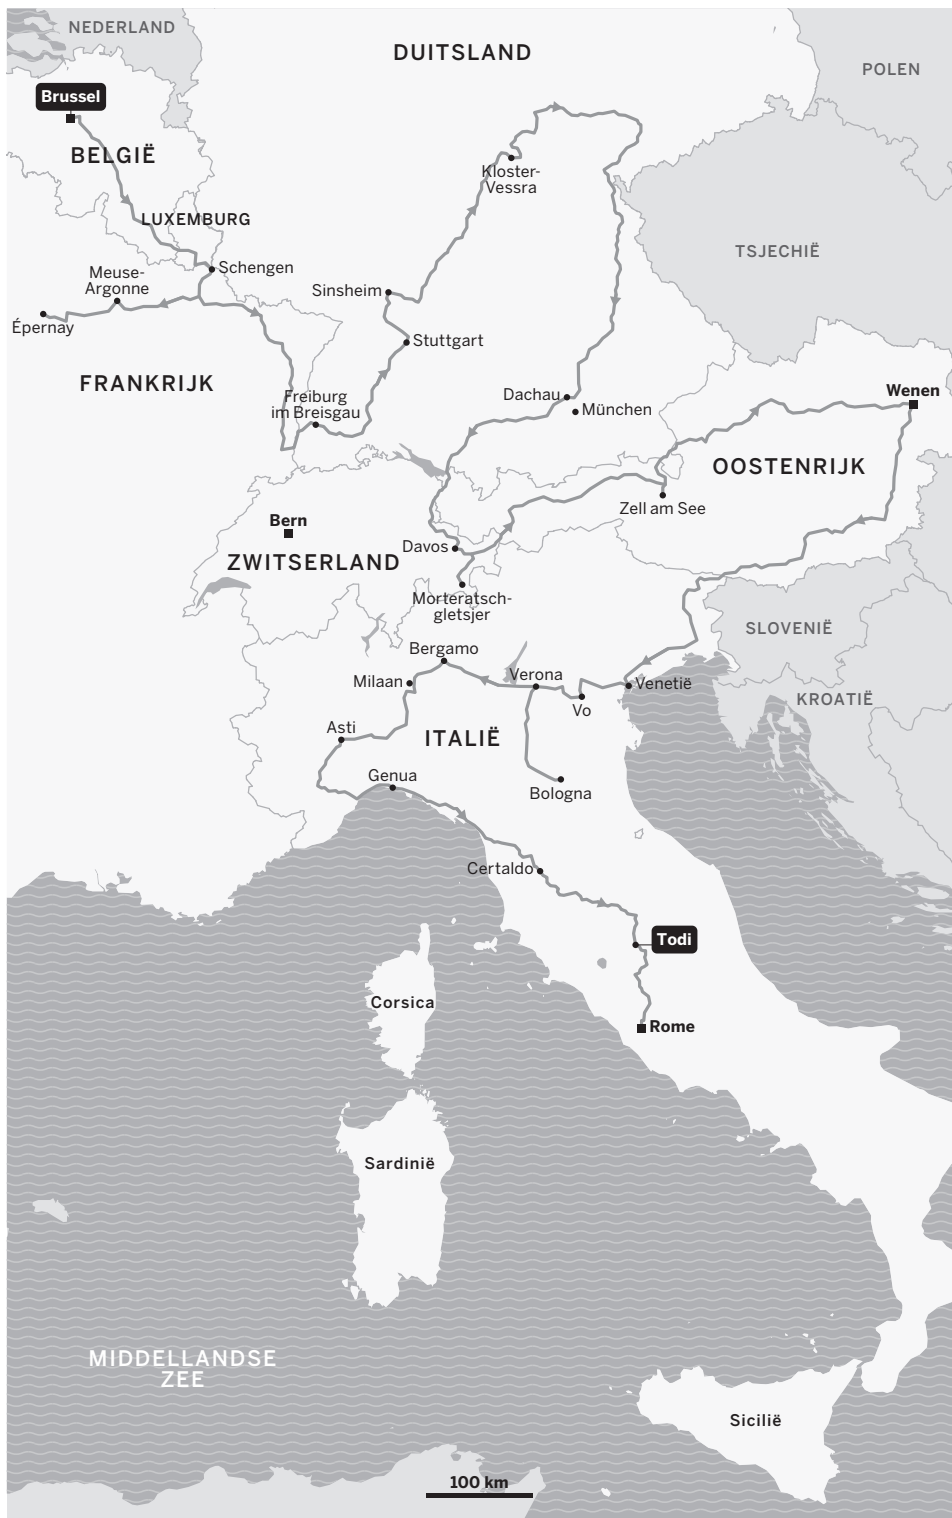 NEDERLAND
DUITSLAND
POLEN
Brussel
BELGIË
Kloster-
Vessra
LUXEMBURG
TSJECHIË
Schengen
Meuse-
Argonne
Sinsheim
Épernay
Stuttgart
FRANKRIJK
Freiburg
im Breisgau
Dachau
München
Wenen
OOSTENRIJK
Zell am See
Bern
ZWITSERLAND
Davos
Morteratsch-
gletsjer
SLOVENIË
Bergamo
Milaan
Verona
Venetië
Vo
KROATIË
Asti
ITALIË
Genua
Bologna
Certaldo
Todi
Corsica
Rome
Sardinië
MIDDELLANDSE
ZEE
Sicilië
100 km